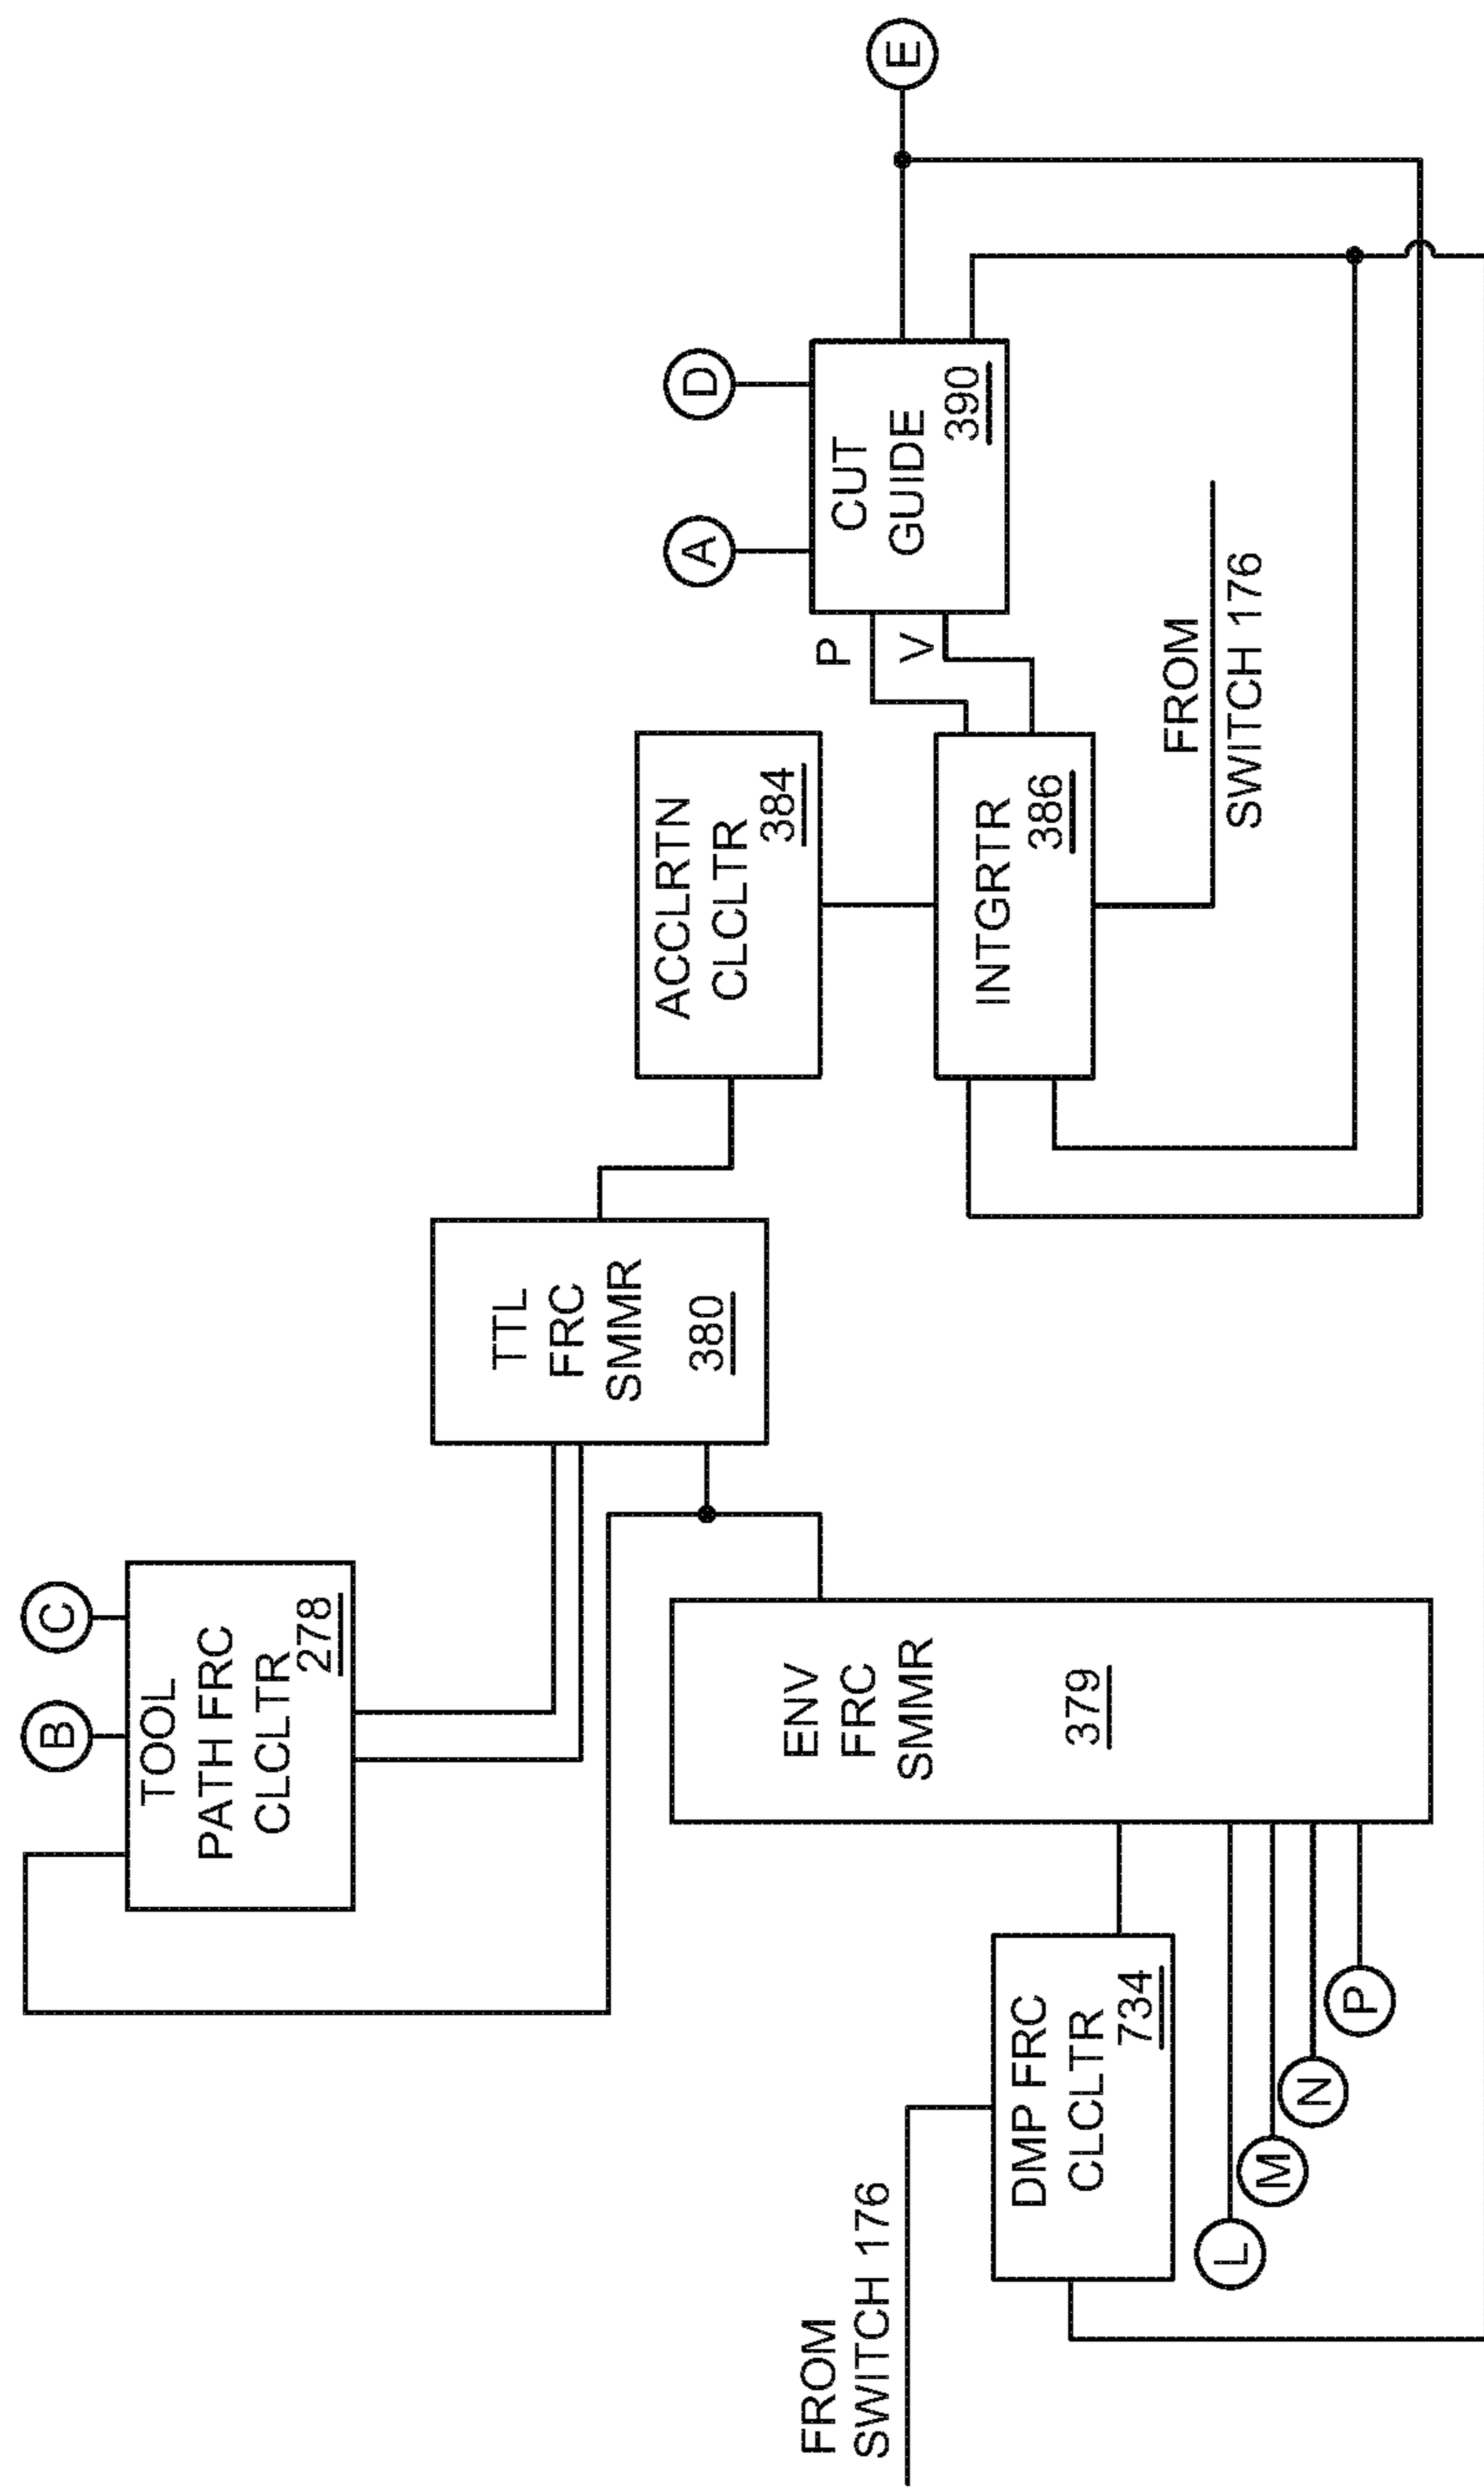 B
C
TOOL
PATH FRC
CLCLTR
278
TTL
FRC
SMMR
380
ENV
FRC
SMMR
379
FROM
SWITCH 176
DMP FRC
CLCLTR
734
L
M
N
P
ACCLRTN
CLCLTR
384
INTGRTR
386
P
V
A
D
CUT
GUIDE
390
E
FROM
SWITCH 176